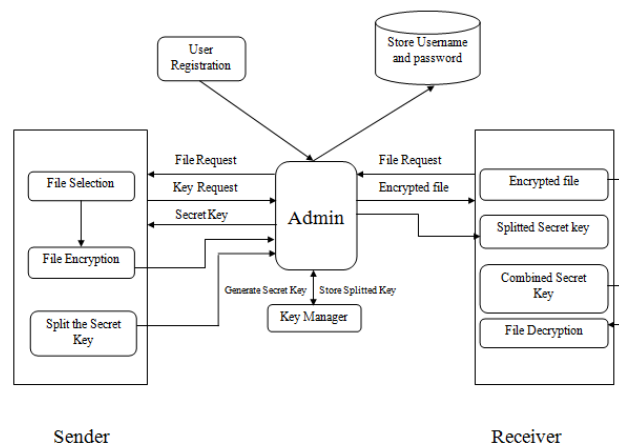 User
Registration
Store Username
and password
File Request
Key Request
Secret Key
File Selection
File Encryption
Split the Secret
Key
Admin
File Request
Encrypted file
Encrypted file
Splitted Secret key
Combined Secret
Key
File Decryption
Generate Secret Key
Store Splitted Key
Key Manager
Sender
Receiver